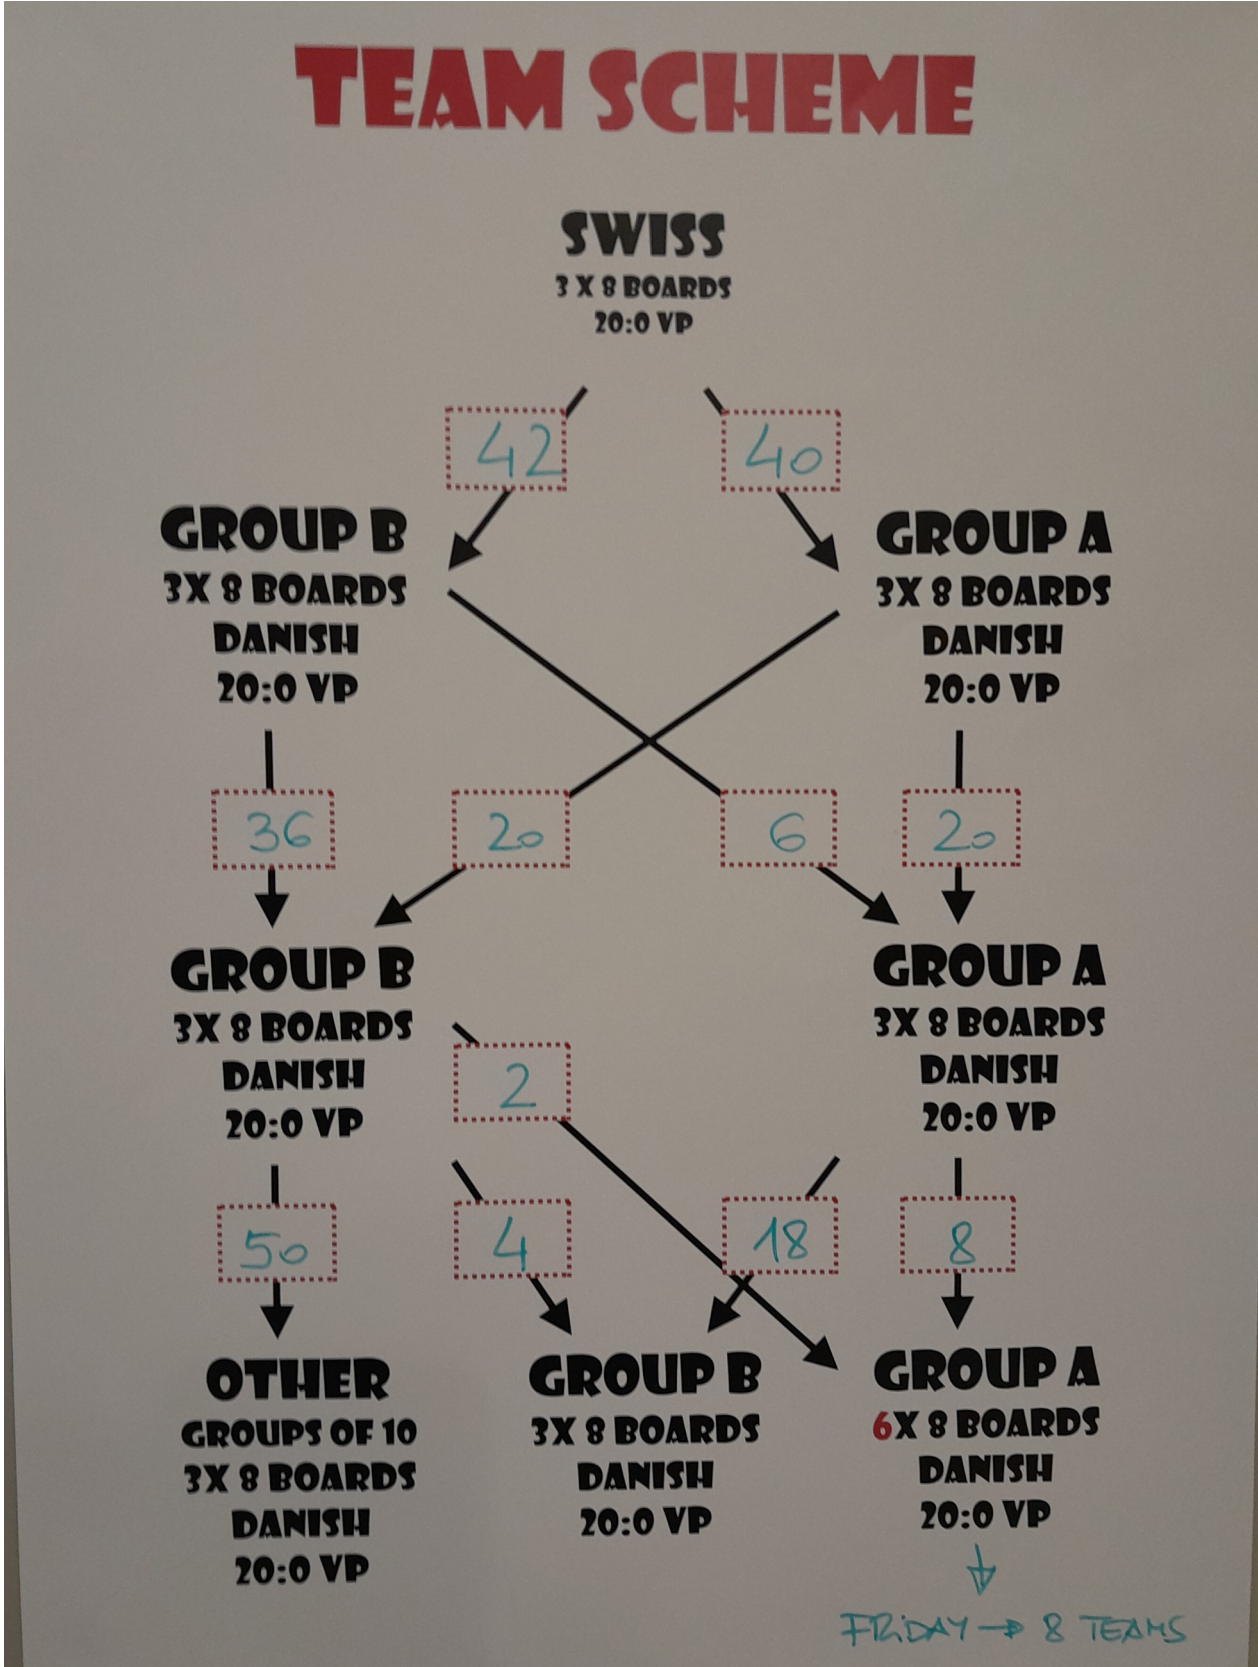 TEAM SCHEME
SWISS
3 X 8 BOARDS
20:0 VP
42
40
GROUP B
3X 8 BOARDS
DANISH
20:0 VP
GROUP A
3X 8 BOARDS
DANISH
20:0 VP
36
20
6
20
GROUP B
3X 8 BOARDS
DANISH
20:0 VP
GROUP A
3X 8 BOARDS
DANISH
20:0 VP
2
50
4
18
8
OTHER
GROUPS OF 10
3X 8 BOARDS
DANISH
20:0 VP
GROUP B
3X 8 BOARDS
DANISH
20:0 VP
GROUP A
6X 8 BOARDS
DANISH
20:0 VP
FRIDAY → 8 TEAMS